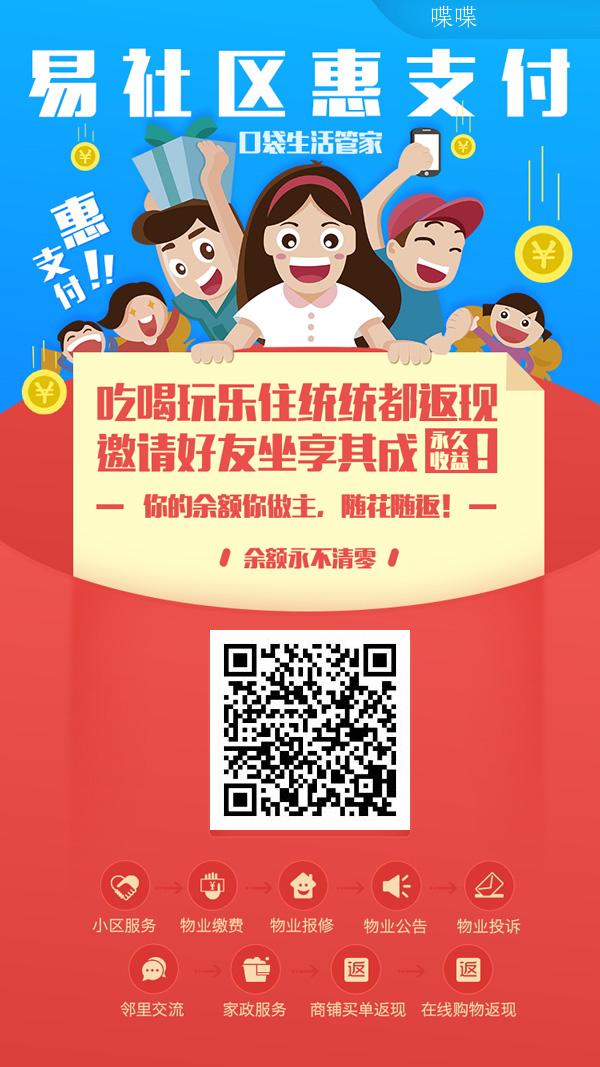 喋喋
易社区惠支付
口袋生活管家
惠
支付!!
吃喝玩乐住统统都返现
邀请好友坐享其成 永久收益!
你的余额你做主，随花随返！
余额永不清零
小区服务 物业缴费 物业报修 物业公告 物业投诉
返 返
邻里交流 家政服务 商铺买单返现 在线购物返现